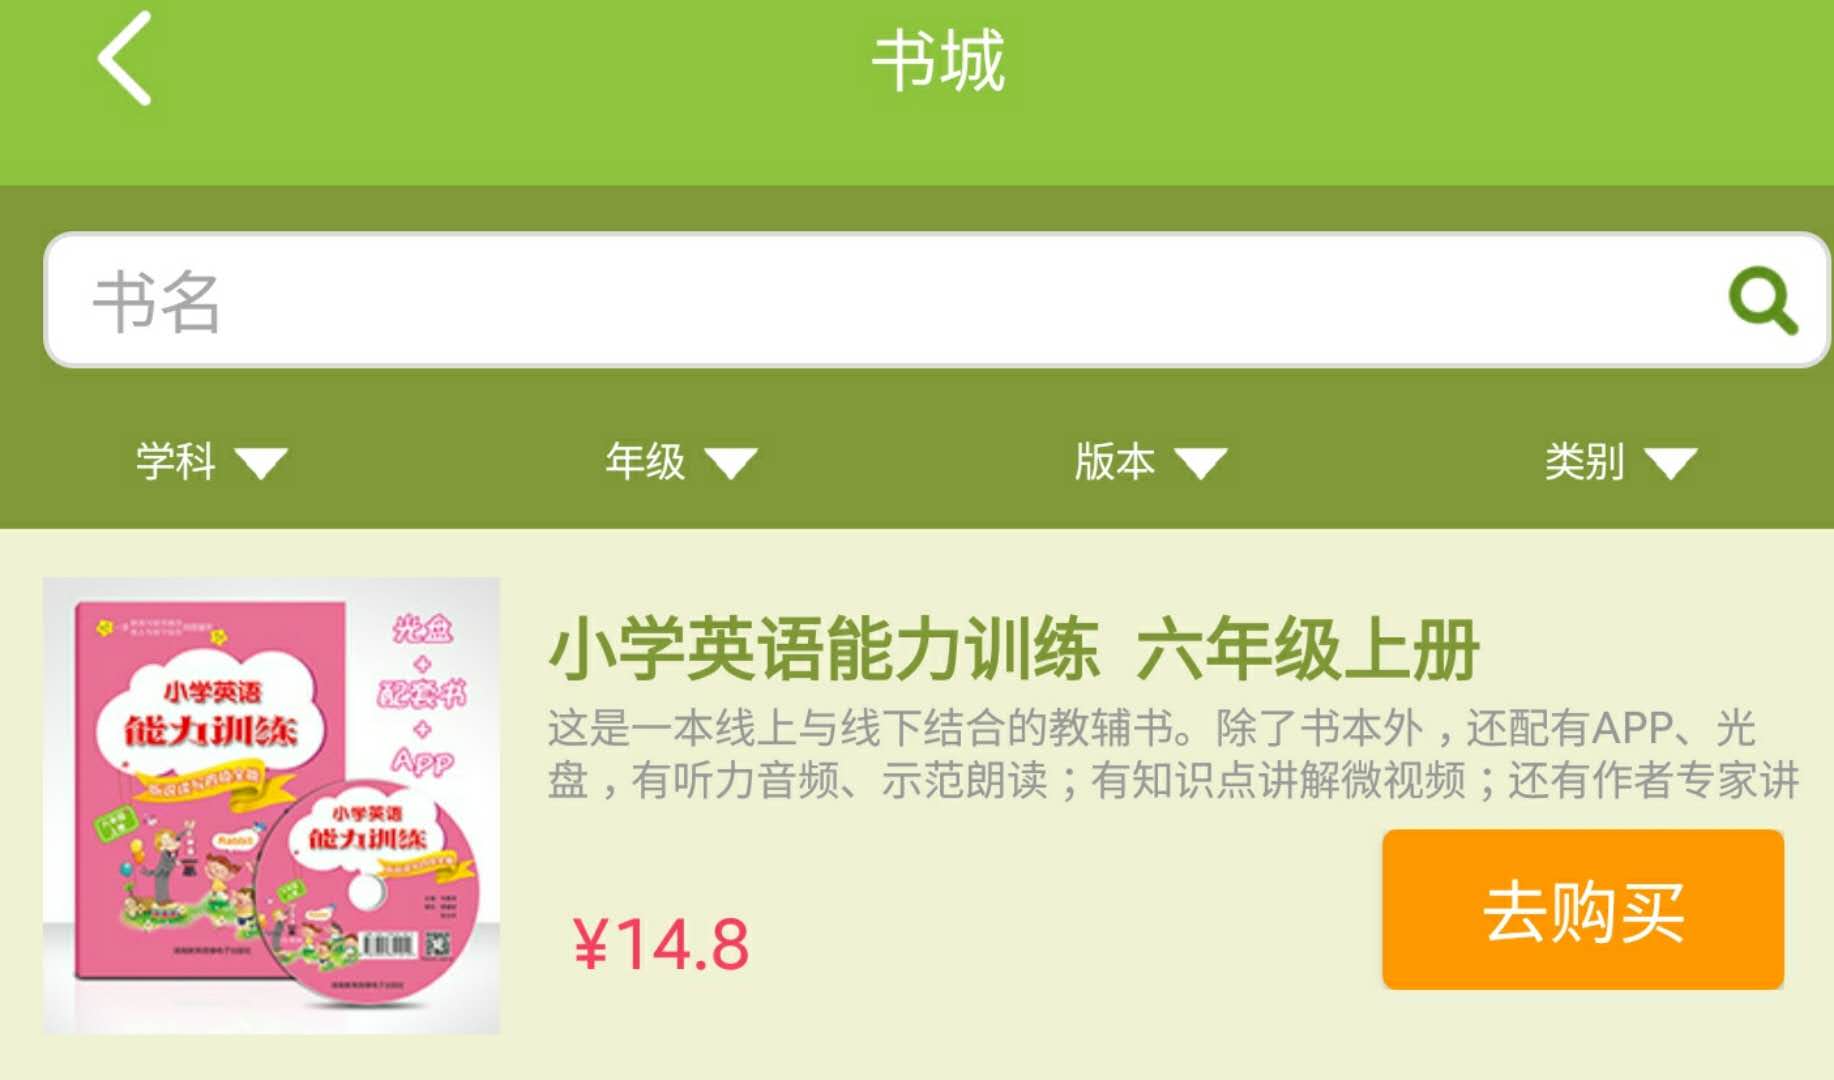 书城
书名
学科
年级
版本
类别
小学英语
能力训练
光盘
+
配套书
+
App
Rabbit
小学英语
能力训练
小学英语能力训练 六年级上册
这是一本线上与线下结合的教辅书。除了书本外，还配有APP、光
盘，有听力音频、示范朗读；有知识点讲解微视频；还有作者专家讲
¥14.8
去购买